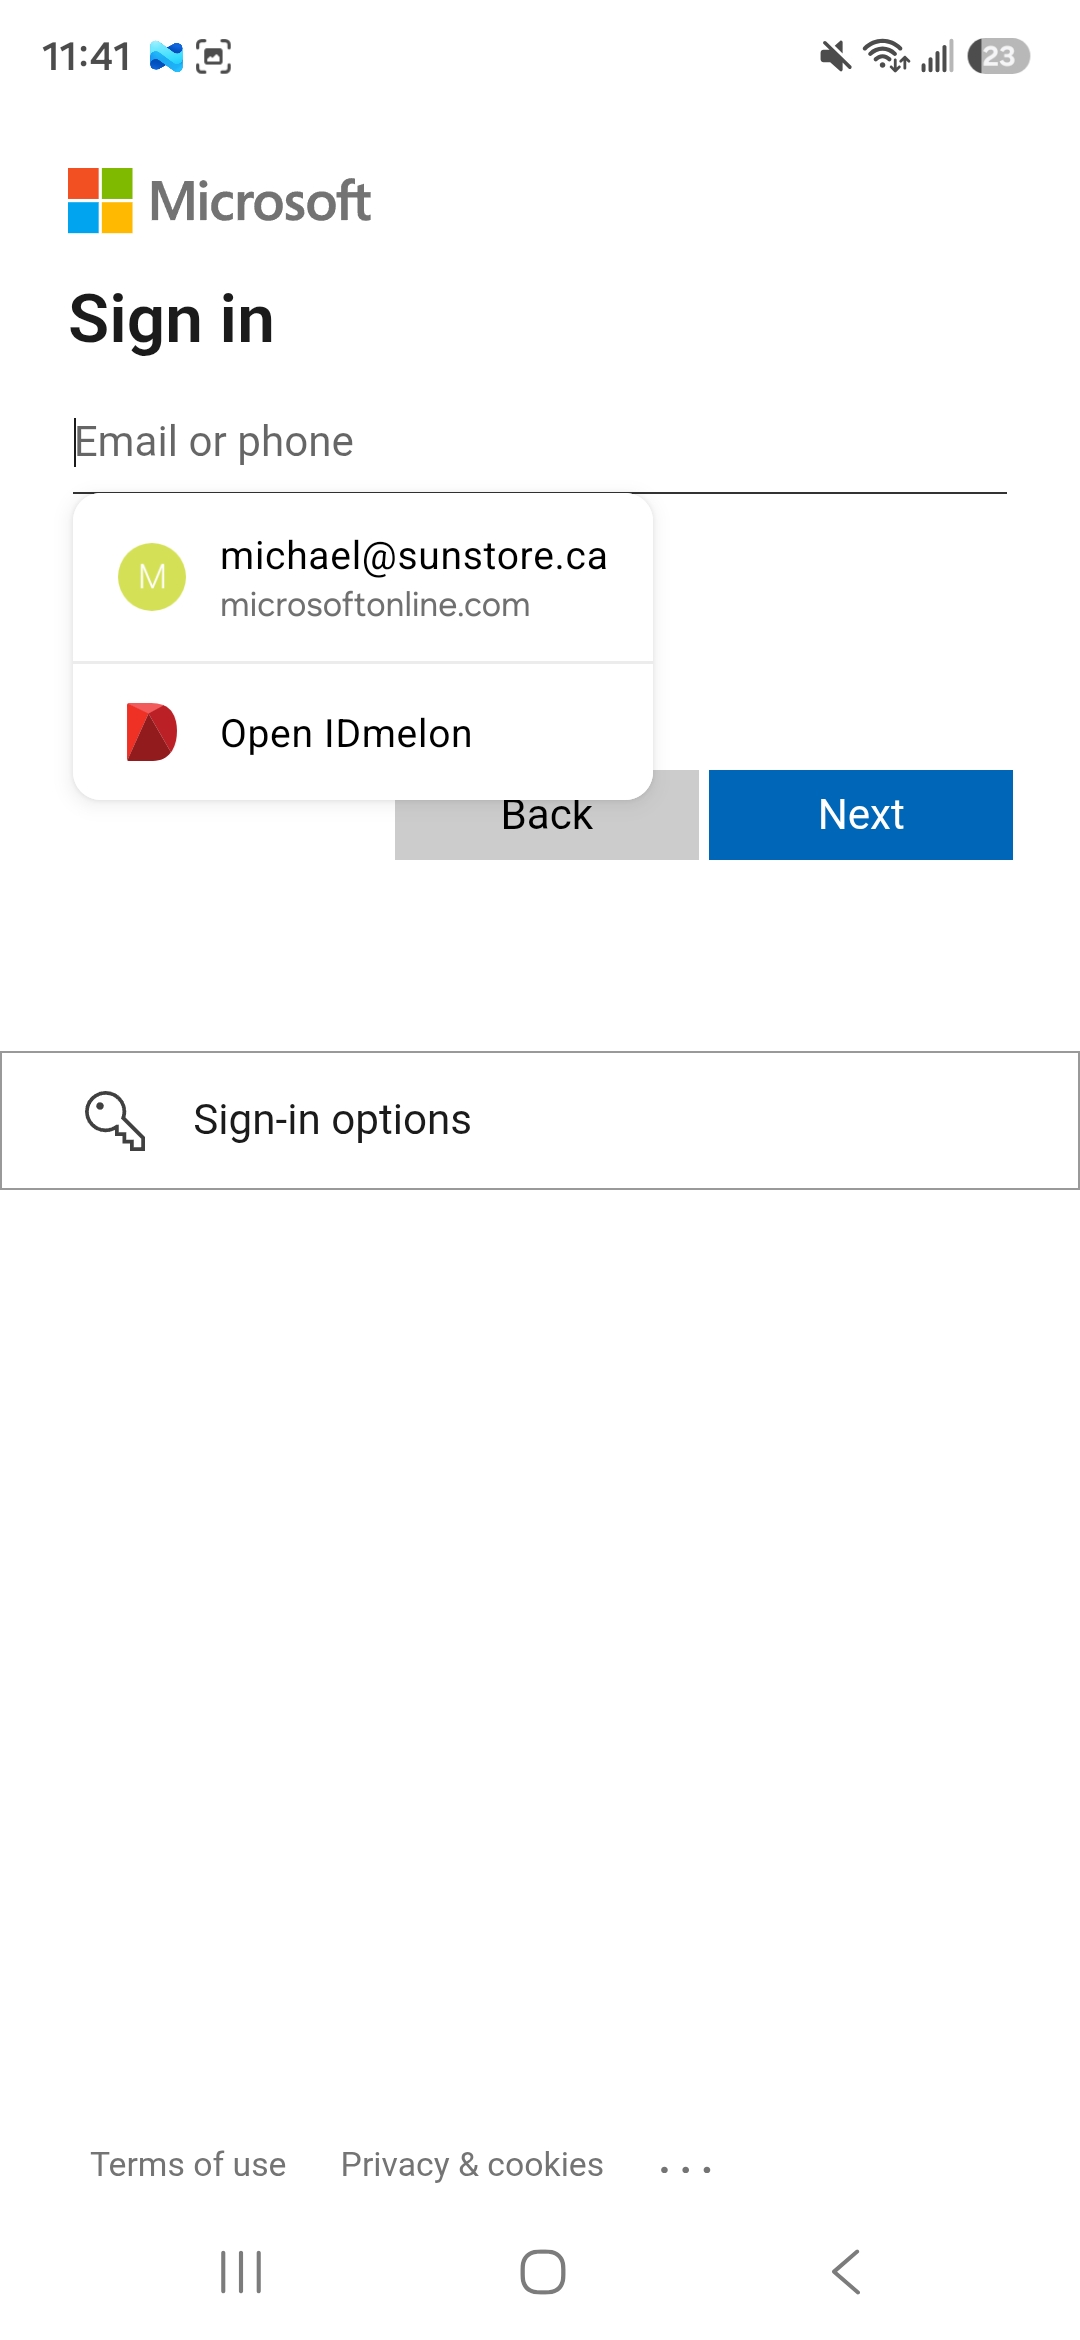 11:41
23
Microsoft
Sign in
Email or phone
M
michael@sunstore.ca
microsoftonline.com
Open IDmelon
Back
Next
Sign-in options
Terms of use
Privacy & cookies
...